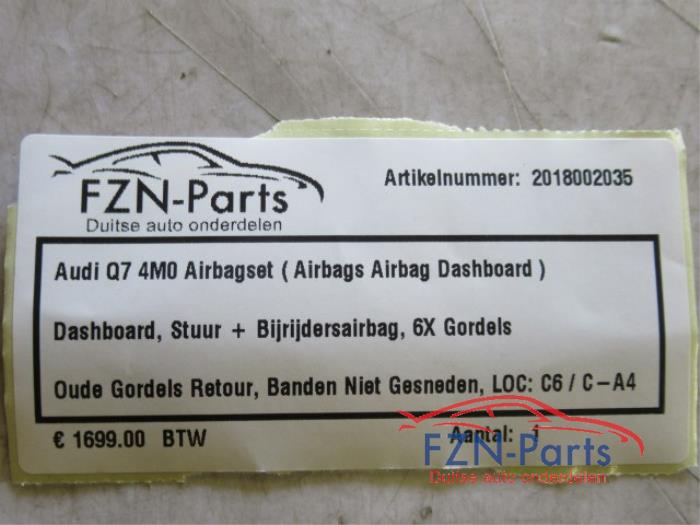 FZN-Parts
Duitse auto onderdelen
Artikelnummer: 2018002035
Audi Q7 4M0 Airbagset ( Airbags Airbag Dashboard )
Dashboard, Stuur + Bijrijdersairbag, 6X Gordels
Oude Gordels Retour, Banden Niet Gesneden, LOC: C6 / C-A4
€ 1699.00 BTW
Aantal: 1
FZN-Parts
Duitse auto onderdelen